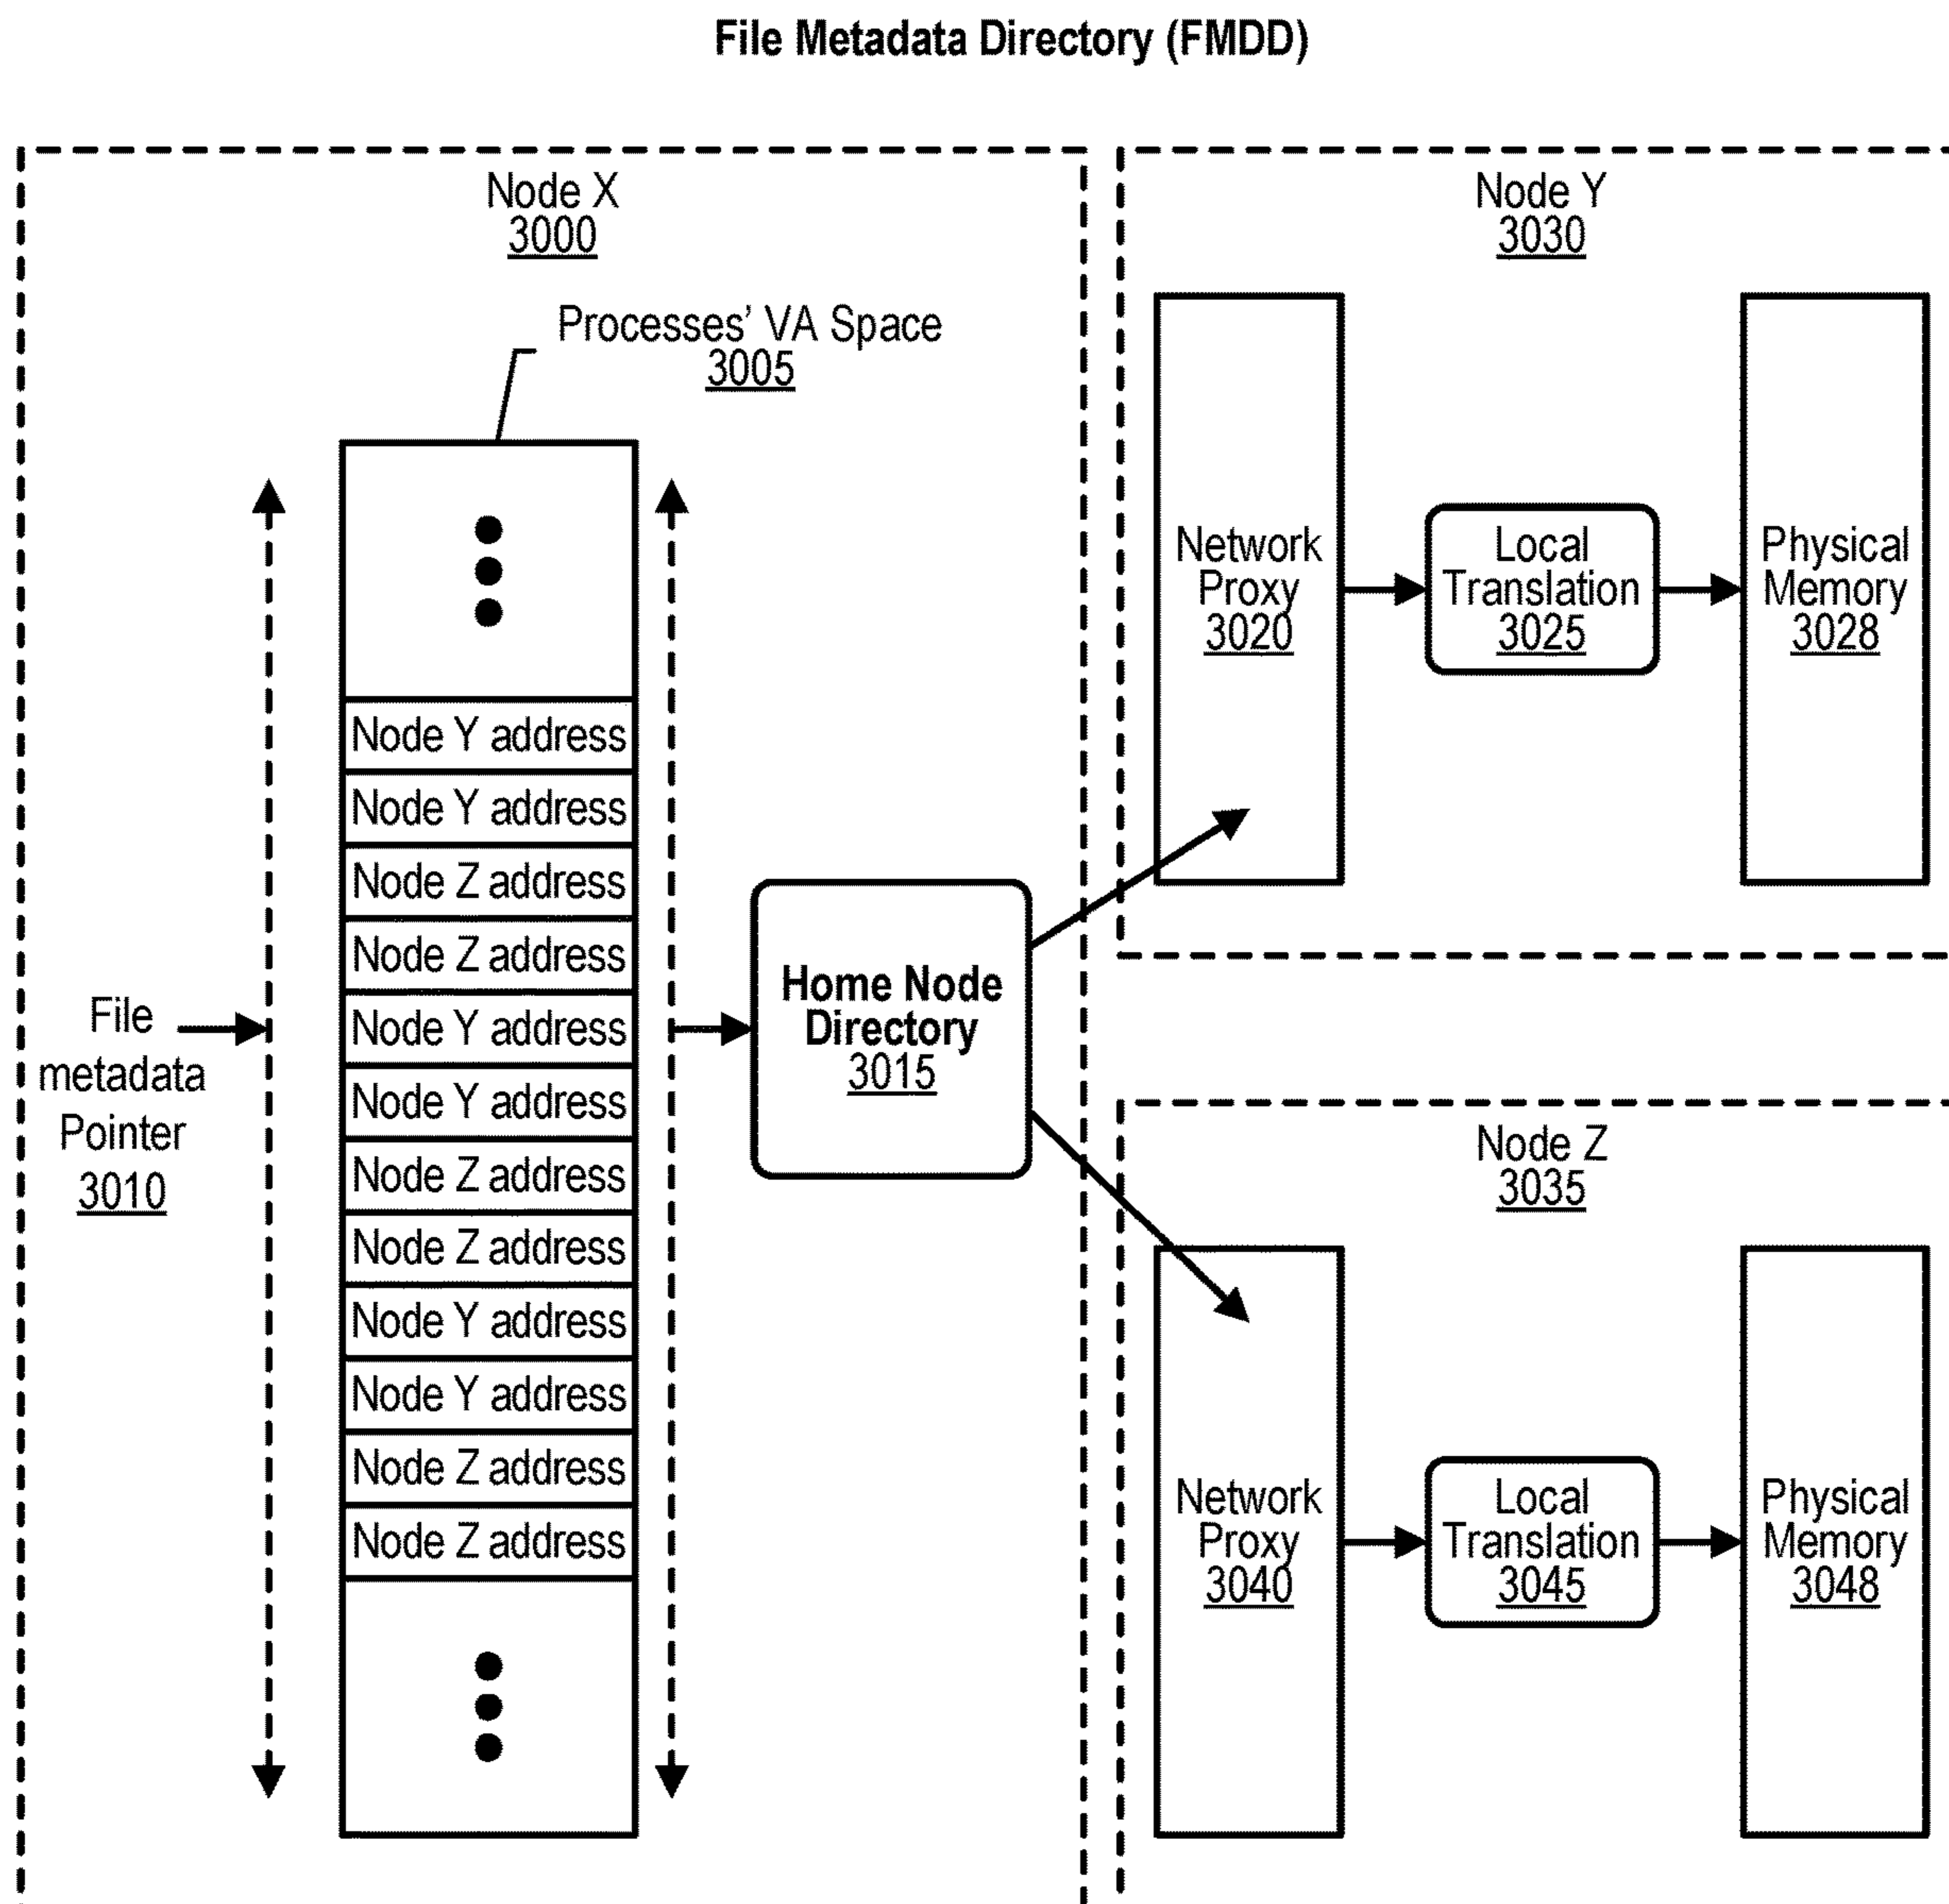 File Metadata Directory (FMDD)
Node X
3000
Processes' VA Space
3005
Node Y address
Node Y address
Node Z address
Node Z address
Node Y address
Node Y address
Node Z address
Node Z address
Node Y address
Node Y address
Node Z address
Node Z address
File
metadata
Pointer
3010
Home Node
Directory
3015
Node Y
3030
Network
Proxy
3020
Local
Translation
3025
Physical
Memory
3028
Node Z
3035
Network
Proxy
3040
Local
Translation
3045
Physical
Memory
3048